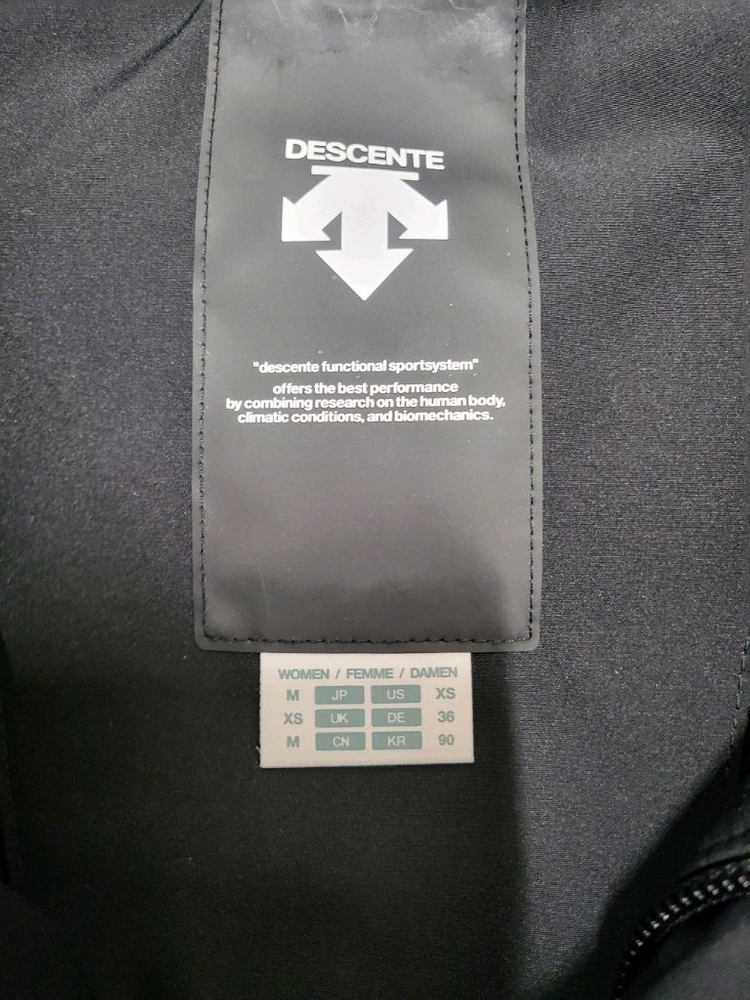 DESCENTE
"descente functional sportsystem"
offers the best performance
by combining research on the human body,
climatic conditions, and biomechanics.
WOMEN / FEMME / DAMEN
M JP US XS
XS UK DE 36
M CN KR 90